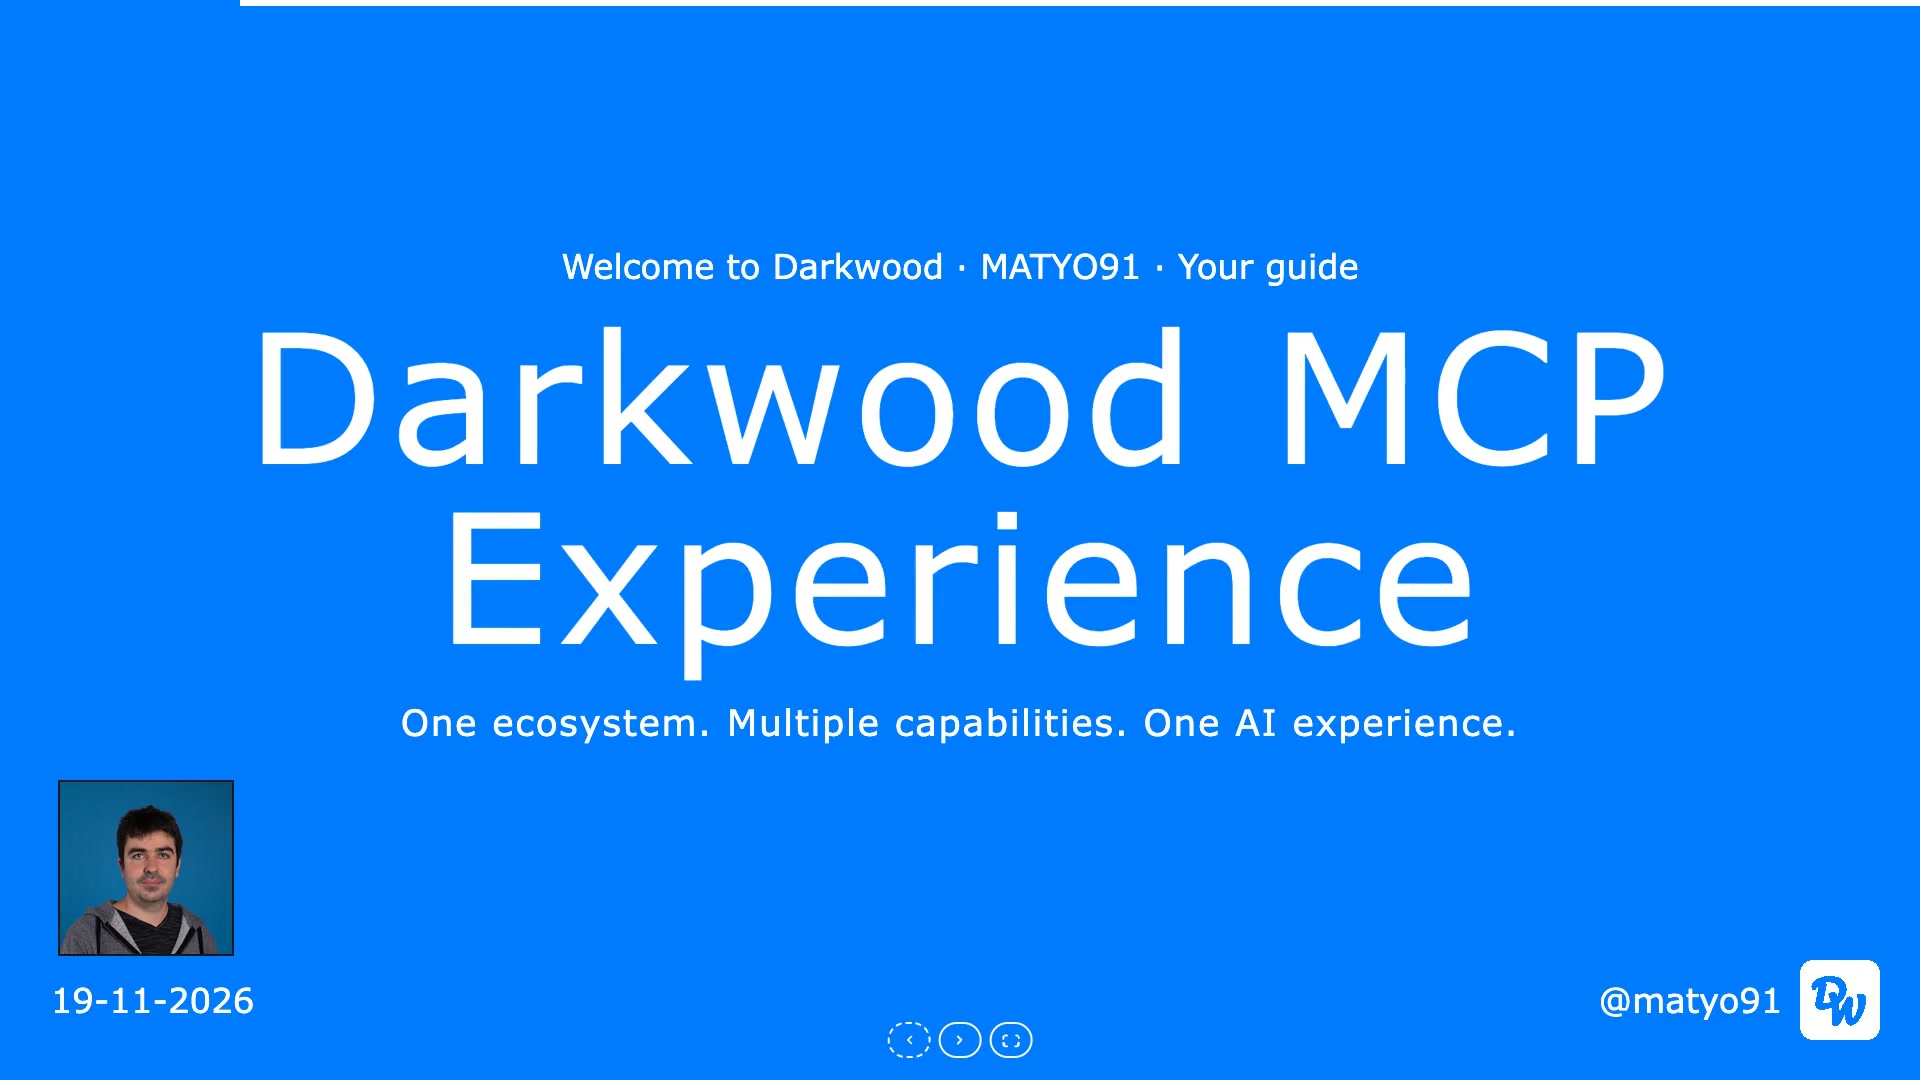 Welcome to Darkwood · MATYO91 · Your guide
Darkwood MCP
Experience
One ecosystem. Multiple capabilities. One AI experience.
19-11-2026
@matyo91
DW